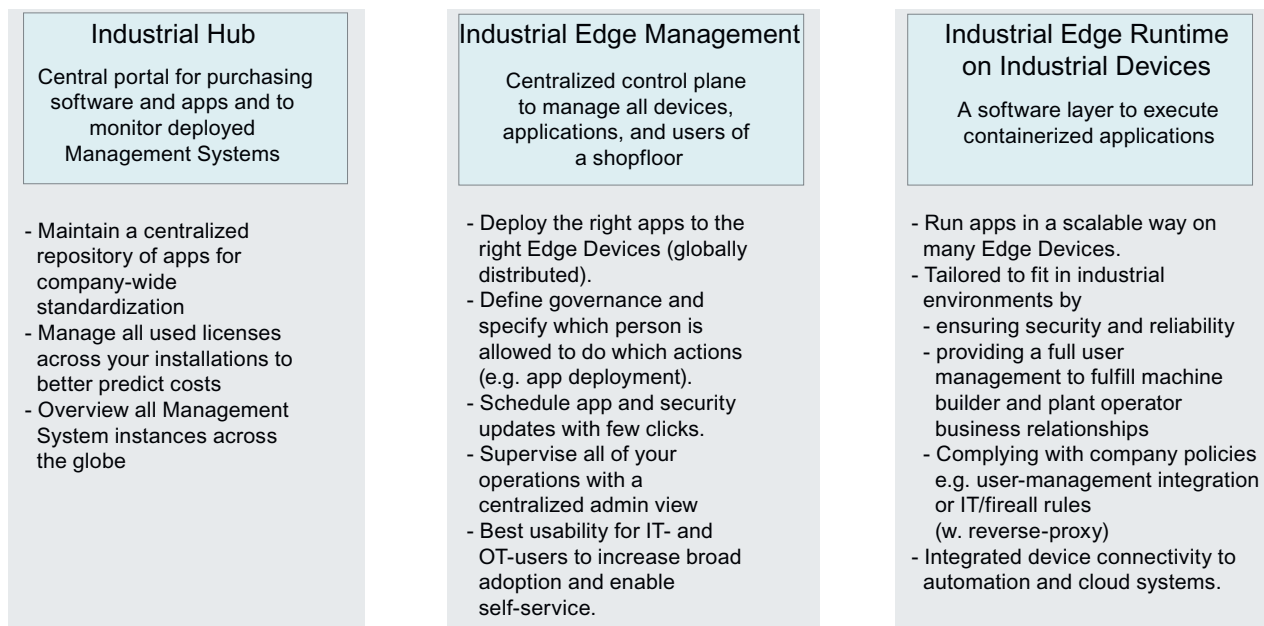 Industrial Hub
Central portal for purchasing
software and apps and to
monitor deployed
Management Systems
- Maintain a centralized
repository of apps for
company-wide
standardization
- Manage all used licenses
across your installations to
better predict costs
- Overview all Management
System instances across
the globe
Industrial Edge Management
Centralized control plane
to manage all devices,
applications, and users of
a shopfloor
- Deploy the right apps to the
right Edge Devices (globally
distributed).
- Define governance and
specify which person is
allowed to do which actions
(e.g. app deployment).
- Schedule app and security
updates with few clicks.
- Supervise all of your
operations with a
centralized admin view
- Best usability for IT- and
OT-users to increase broad
adoption and enable
self-service.
Industrial Edge Runtime
on Industrial Devices
A software layer to execute
containerized applications
- Run apps in a scalable way on
many Edge Devices.
- Tailored to fit in industrial
environments by
- ensuring security and reliability
- providing a full user
management to fulfill machine
builder and plant operator
business relationships
- Complying with company policies
e.g. user-management integration
or IT/fireall rules
(w. reverse-proxy)
- Integrated device connectivity to
automation and cloud systems.